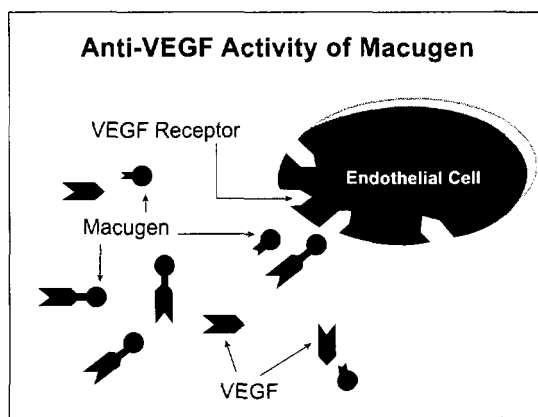 Anti-VEGF Activity of Macugen
VEGF Receptor
Endothelial Cell
Macugen
VEGF